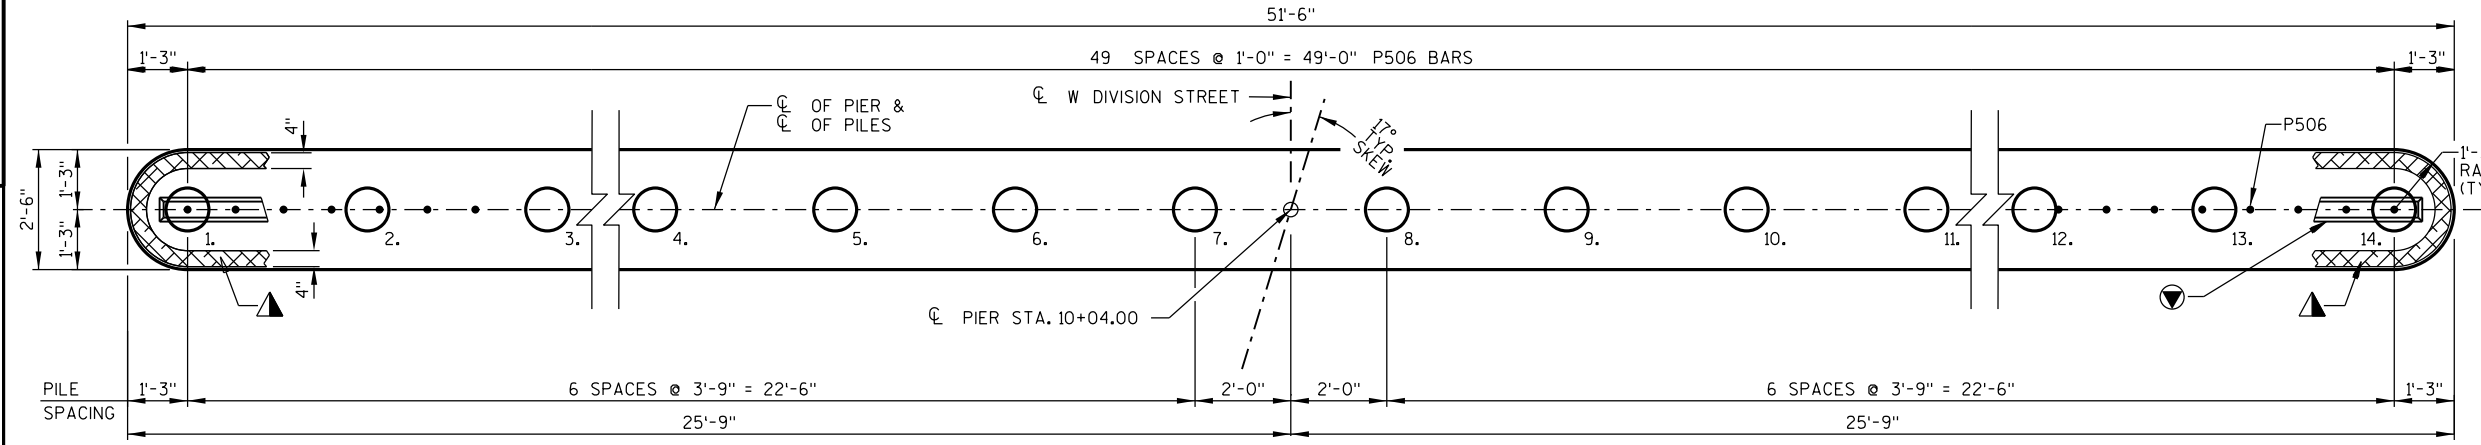 51'-6"
1'-3"
49 SPACES @ 1'-0" = 49'-0" P506 BARS
1'-3"
℄ W DIVISION STREET
℄ OF PIER &
℄ OF PILES
17°
TYP.
SKEW
P506
4"
1'-3"
2'-6"
1'-3"
4"
1'-
RA
(TY
1.
2.
3.
4.
5.
6.
7.
8.
9.
10.
11.
12.
13.
14.
℄ PIER STA. 10+04.00
PILE
SPACING
1'-3"
6 SPACES @ 3'-9" = 22'-6"
2'-0"
2'-0"
6 SPACES @ 3'-9" = 22'-6"
1'-3"
25'-9"
25'-9"